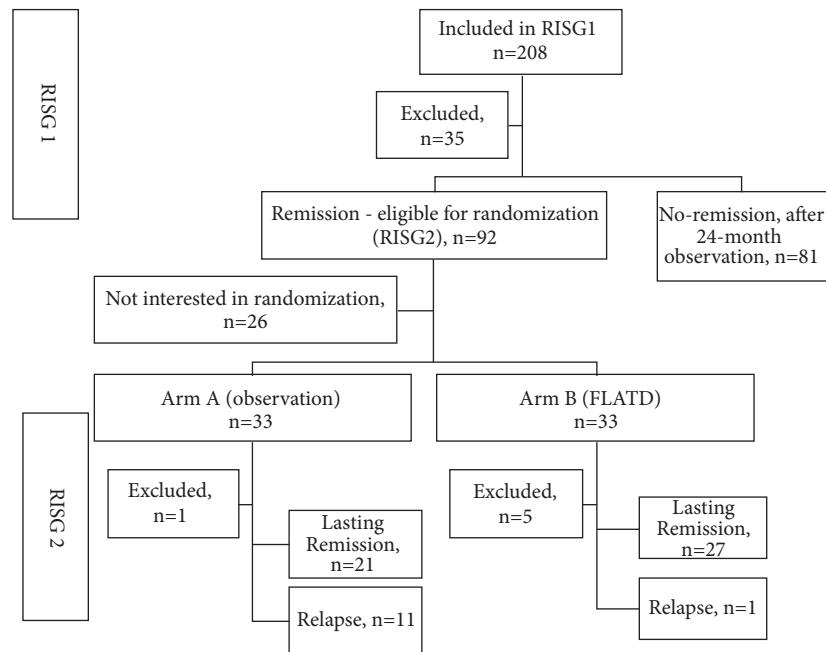 RISG 1
Included in RISG1
n=208
Excluded,
n=35
Remission - eligible for randomization
(RISG2), n=92
No-remission, after
24-month
observation, n=81
Not interested in randomization,
n=26
RISG 2
Arm A (observation)
n=33
Arm B (FLATD)
n=33
Excluded,
n=1
Lasting
Remission,
n=21
Relapse, n=11
Excluded,
n=5
Lasting
Remission,
n=27
Relapse, n=1